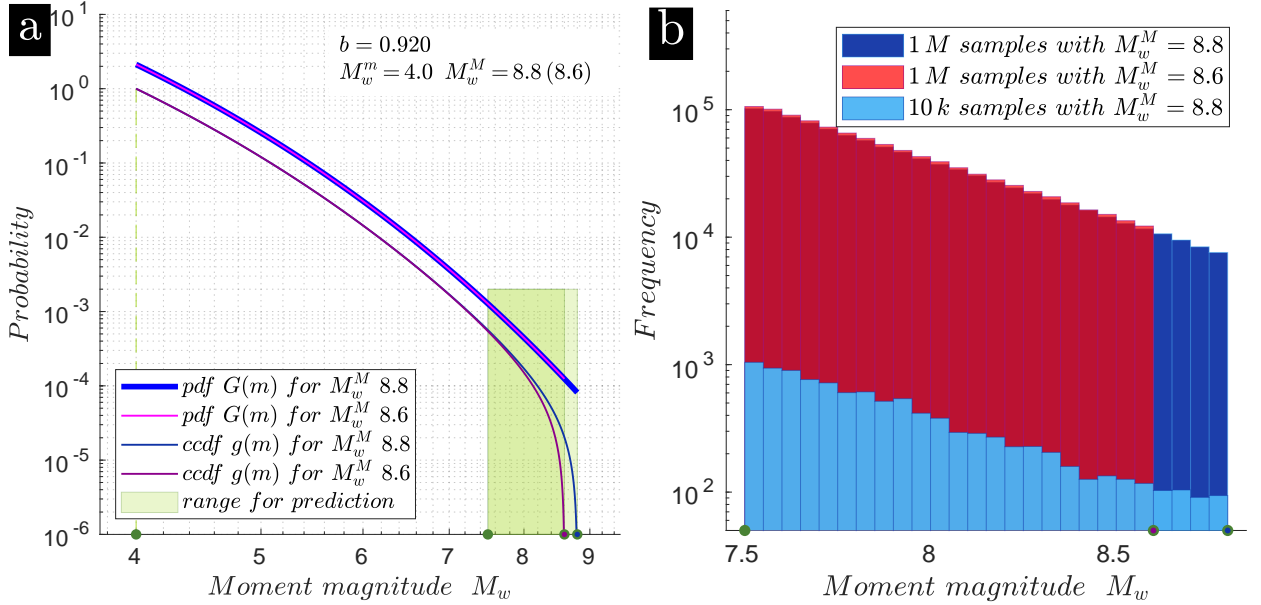 a
10^1
10^0
10^-1
10^-2
10^-3
10^-4
10^-5
10^-6
Probability
b = 0.920
M_w^m = 4.0 M_w^M = 8.8 (8.6)
pdf G(m) for M_w^M 8.8
pdf G(m) for M_w^M 8.6
ccdf g(m) for M_w^M 8.8
ccdf g(m) for M_w^M 8.6
range for prediction
4 5 6 7 8 9
Moment magnitude M_w
b
1 M samples with M_w^M = 8.8
1 M samples with M_w^M = 8.6
10 k samples with M_w^M = 8.8
10^5
10^4
10^3
10^2
Frequency
7.5 8 8.5
Moment magnitude M_w